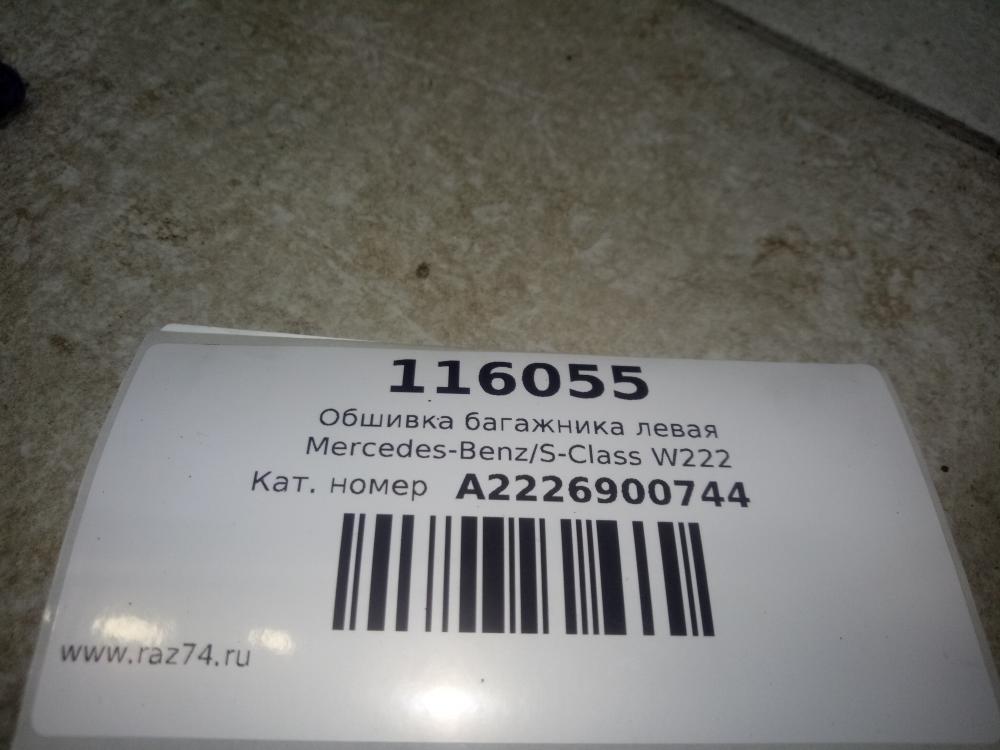 116055
Обшивка багажника левая
Mercedes-Benz/S-Class W222
Кат. номер A2226900744
www.raz74.ru